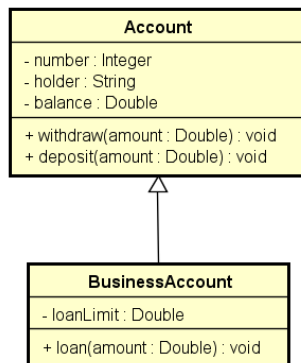 Account
- number : Integer
- holder : String
- balance : Double
+ withdraw(amount : Double) : void
+ deposit(amount : Double) : void
BusinessAccount
- loanLimit : Double
+ loan(amount : Double) : void